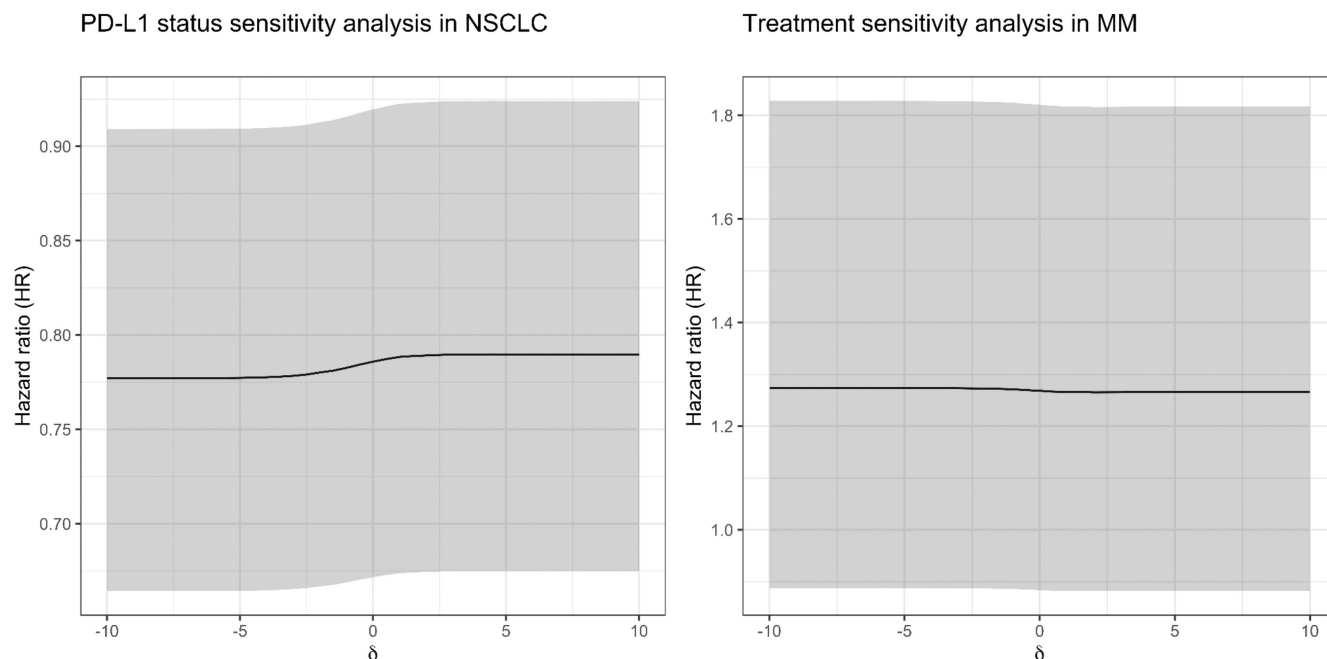 PD-L1 status sensitivity analysis in NSCLC
Hazard ratio (HR)
0.90
0.85
0.80
0.75
0.70
-10 -5 0 5 10
δ
Treatment sensitivity analysis in MM
Hazard ratio (HR)
1.8
1.6
1.4
1.2
1.0
-10 -5 0 5 10
δ